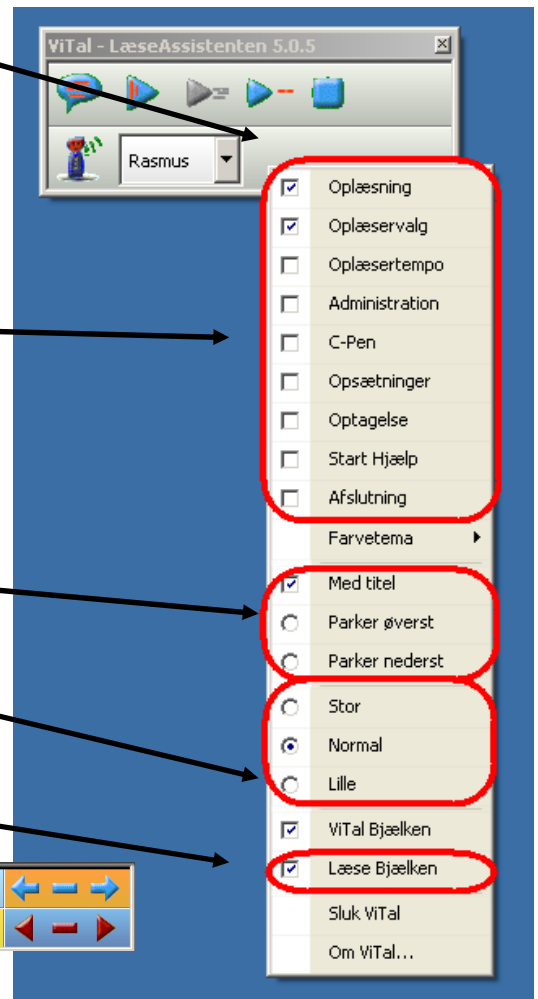 ViTal - LæseAssistenten 5.0.5
Rasmus
Oplæsning
Oplæservalg
Oplæsertempo
Administration
C-Pen
Opsætninger
Optagelse
Start Hjælp
Afslutning
Farvetema
Med titel
Parker øverst
Parker nederst
Stor
Normal
Lille
ViTal Bjælken
Læse Bjælken
Sluk ViTal
Om ViTal...